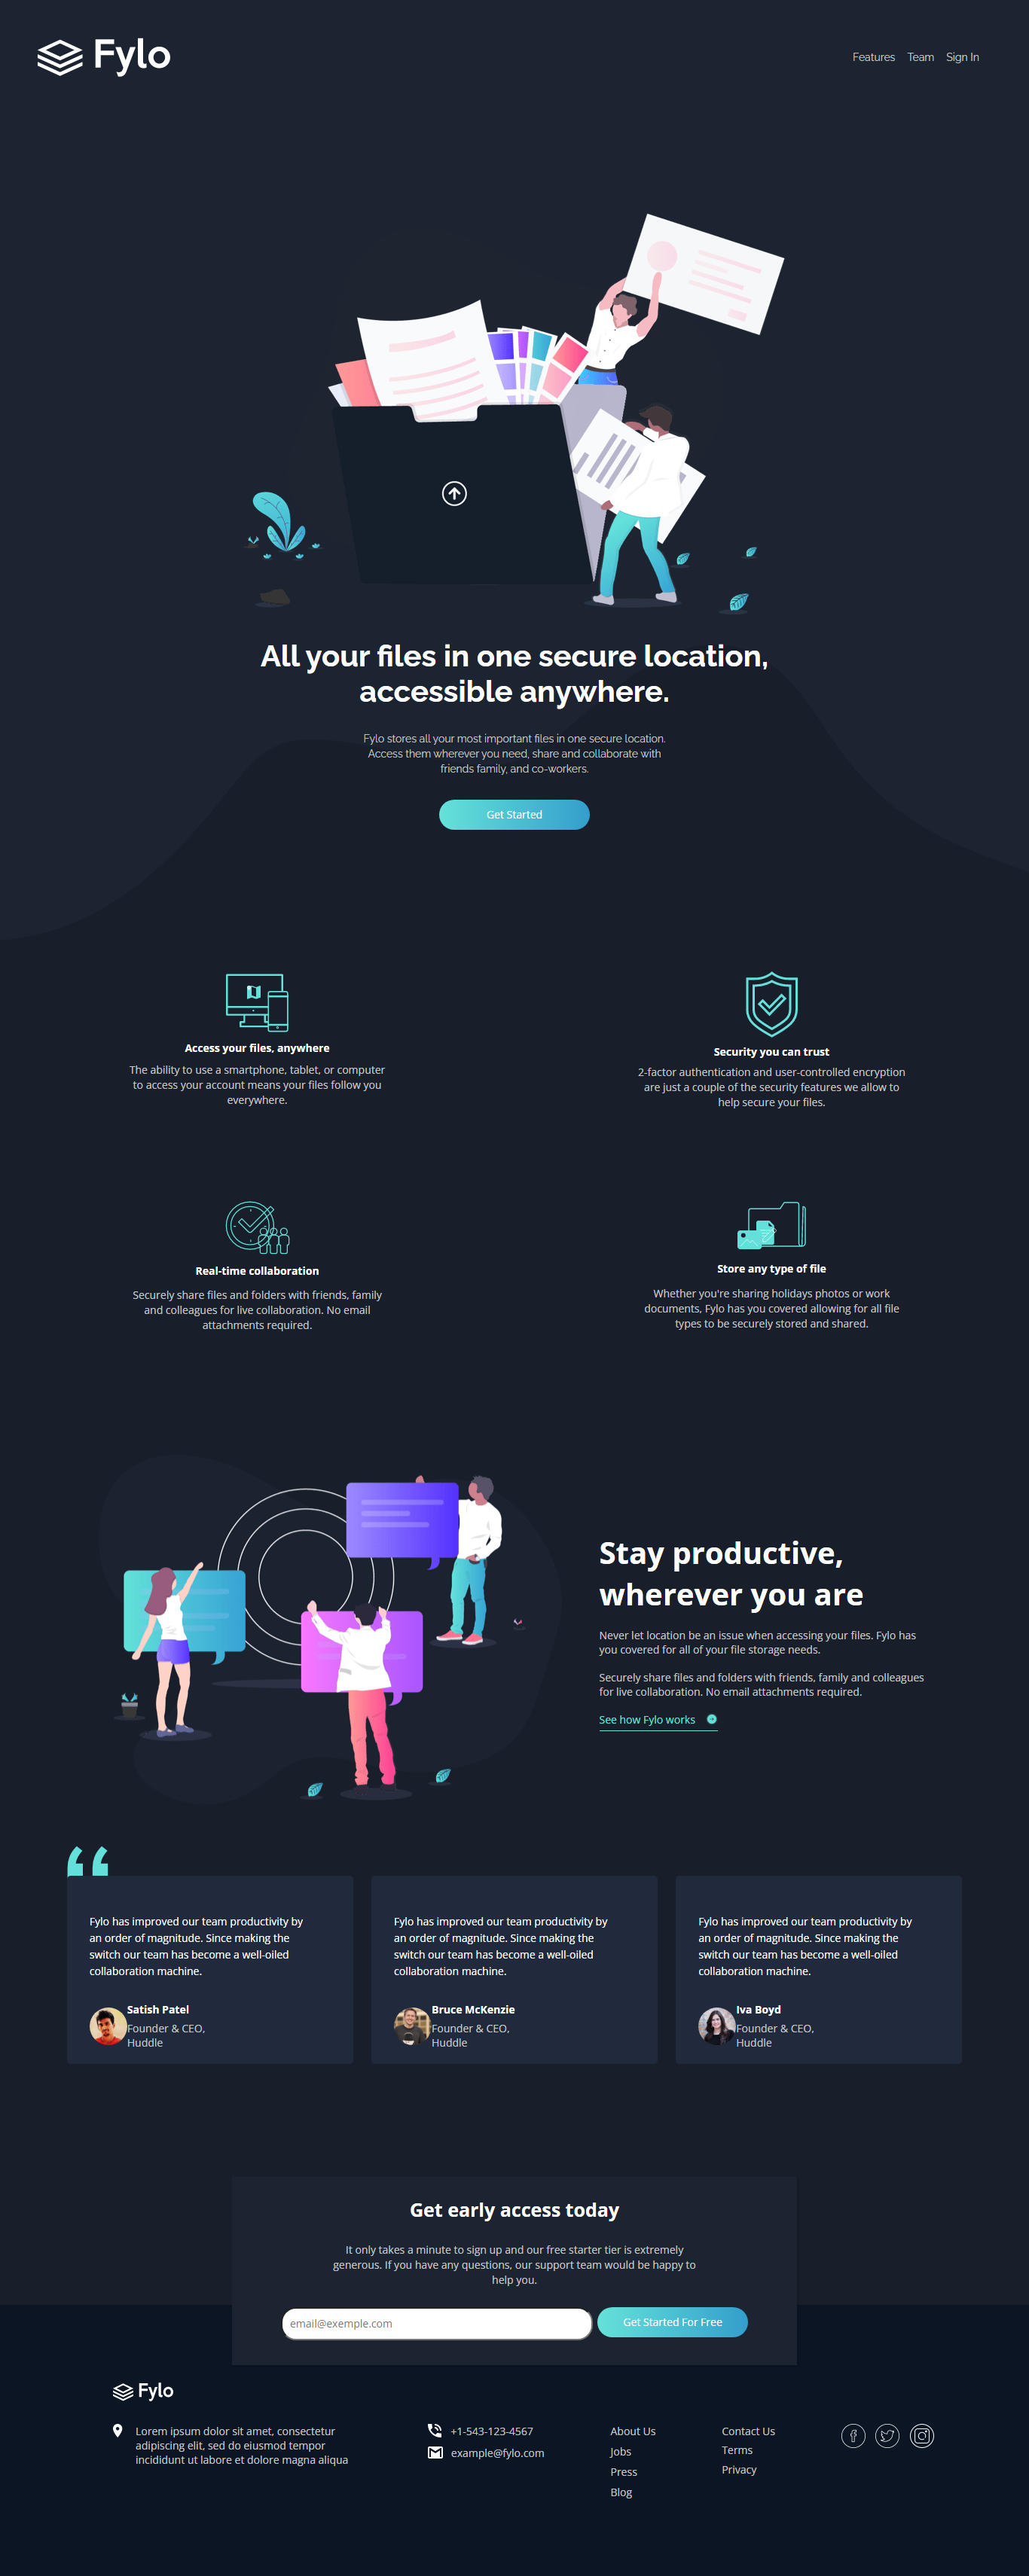 Fylo
Features Team Sign In
All your files in one secure location,
accessible anywhere.
Fylo stores all your most important files in one secure location.
Access them wherever you need, share and collaborate with
friends family, and co-workers.
Get Started
Access your files, anywhere
The ability to use a smartphone, tablet, or computer
to access your account means your files follow you
everywhere.
Security you can trust
2-factor authentication and user-controlled encryption
are just a couple of the security features we allow to
help secure your files.
Real-time collaboration
Securely share files and folders with friends, family
and colleagues for live collaboration. No email
attachments required.
Store any type of file
Whether you're sharing holidays photos or work
documents, Fylo has you covered allowing for all file
types to be securely stored and shared.
Stay productive,
wherever you are
Never let location be an issue when accessing your files. Fylo has
you covered for all of your file storage needs.
Securely share files and folders with friends, family and colleagues
for live collaboration. No email attachments required.
See how Fylo works
Fylo has improved our team productivity by
an order of magnitude. Since making the
switch our team has become a well-oiled
collaboration machine.
Satish Patel
Founder & CEO,
Huddle
Fylo has improved our team productivity by
an order of magnitude. Since making the
switch our team has become a well-oiled
collaboration machine.
Bruce McKenzie
Founder & CEO,
Huddle
Fylo has improved our team productivity by
an order of magnitude. Since making the
switch our team has become a well-oiled
collaboration machine.
Iva Boyd
Founder & CEO,
Huddle
Get early access today
It only takes a minute to sign up and our free starter tier is extremely
generous. If you have any questions, our support team would be happy to
help you.
email@exemple.com
Get Started For Free
Fylo
Lorem ipsum dolor sit amet, consectetur
adipiscing elit, sed do eiusmod tempor
incididunt ut labore et dolore magna aliqua
+1-543-123-4567
example@fylo.com
About Us
Jobs
Press
Blog
Contact Us
Terms
Privacy